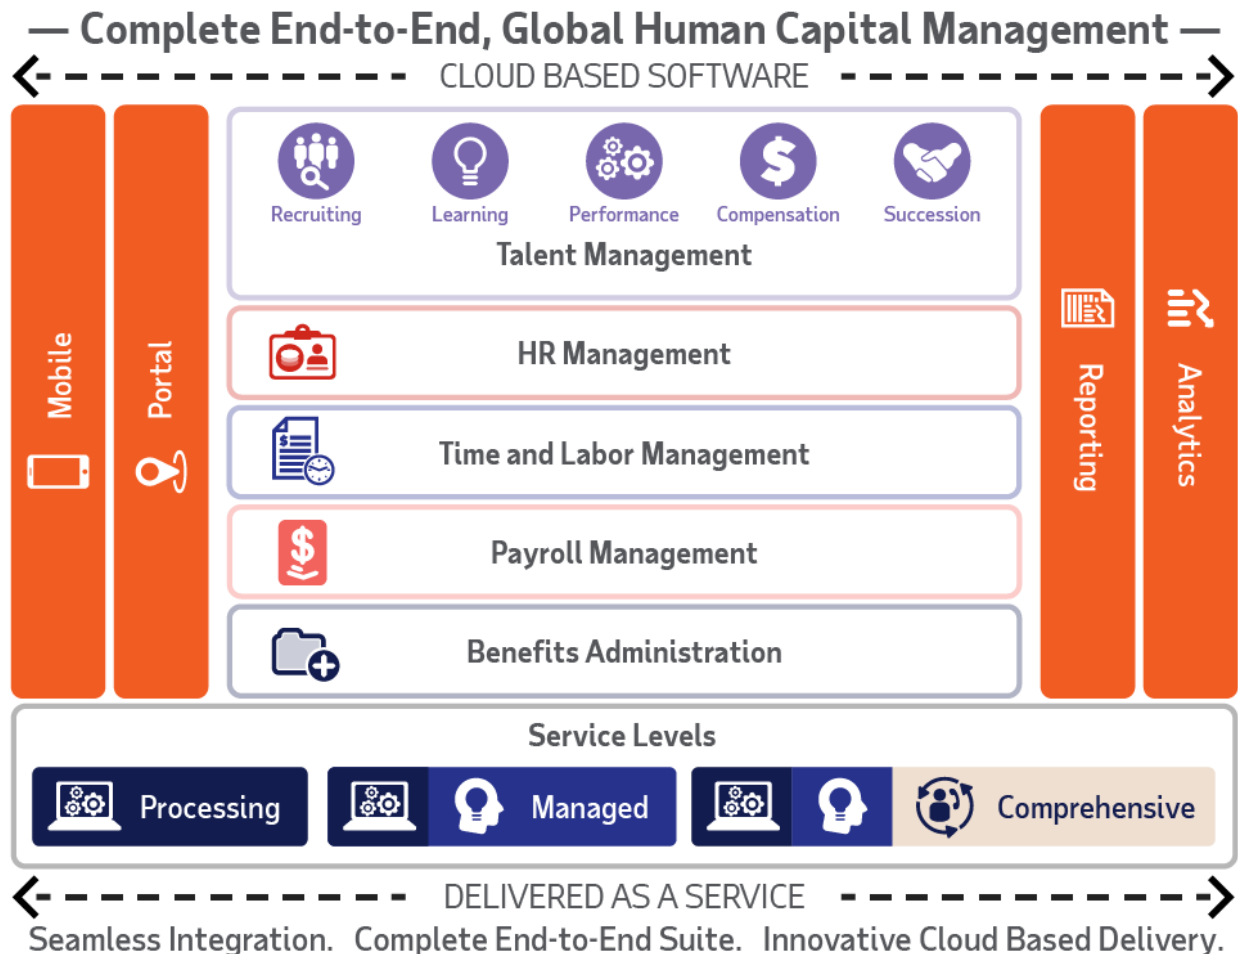 — Complete End-to-End, Global Human Capital Management —
CLOUD BASED SOFTWARE
Mobile
Portal
Recruiting Learning Performance Compensation Succession
Talent Management
HR Management
Time and Labor Management
Payroll Management
Benefits Administration
Reporting
Analytics
Service Levels
Processing Managed Comprehensive
DELIVERED AS A SERVICE
Seamless Integration. Complete End-to-End Suite. Innovative Cloud Based Delivery.